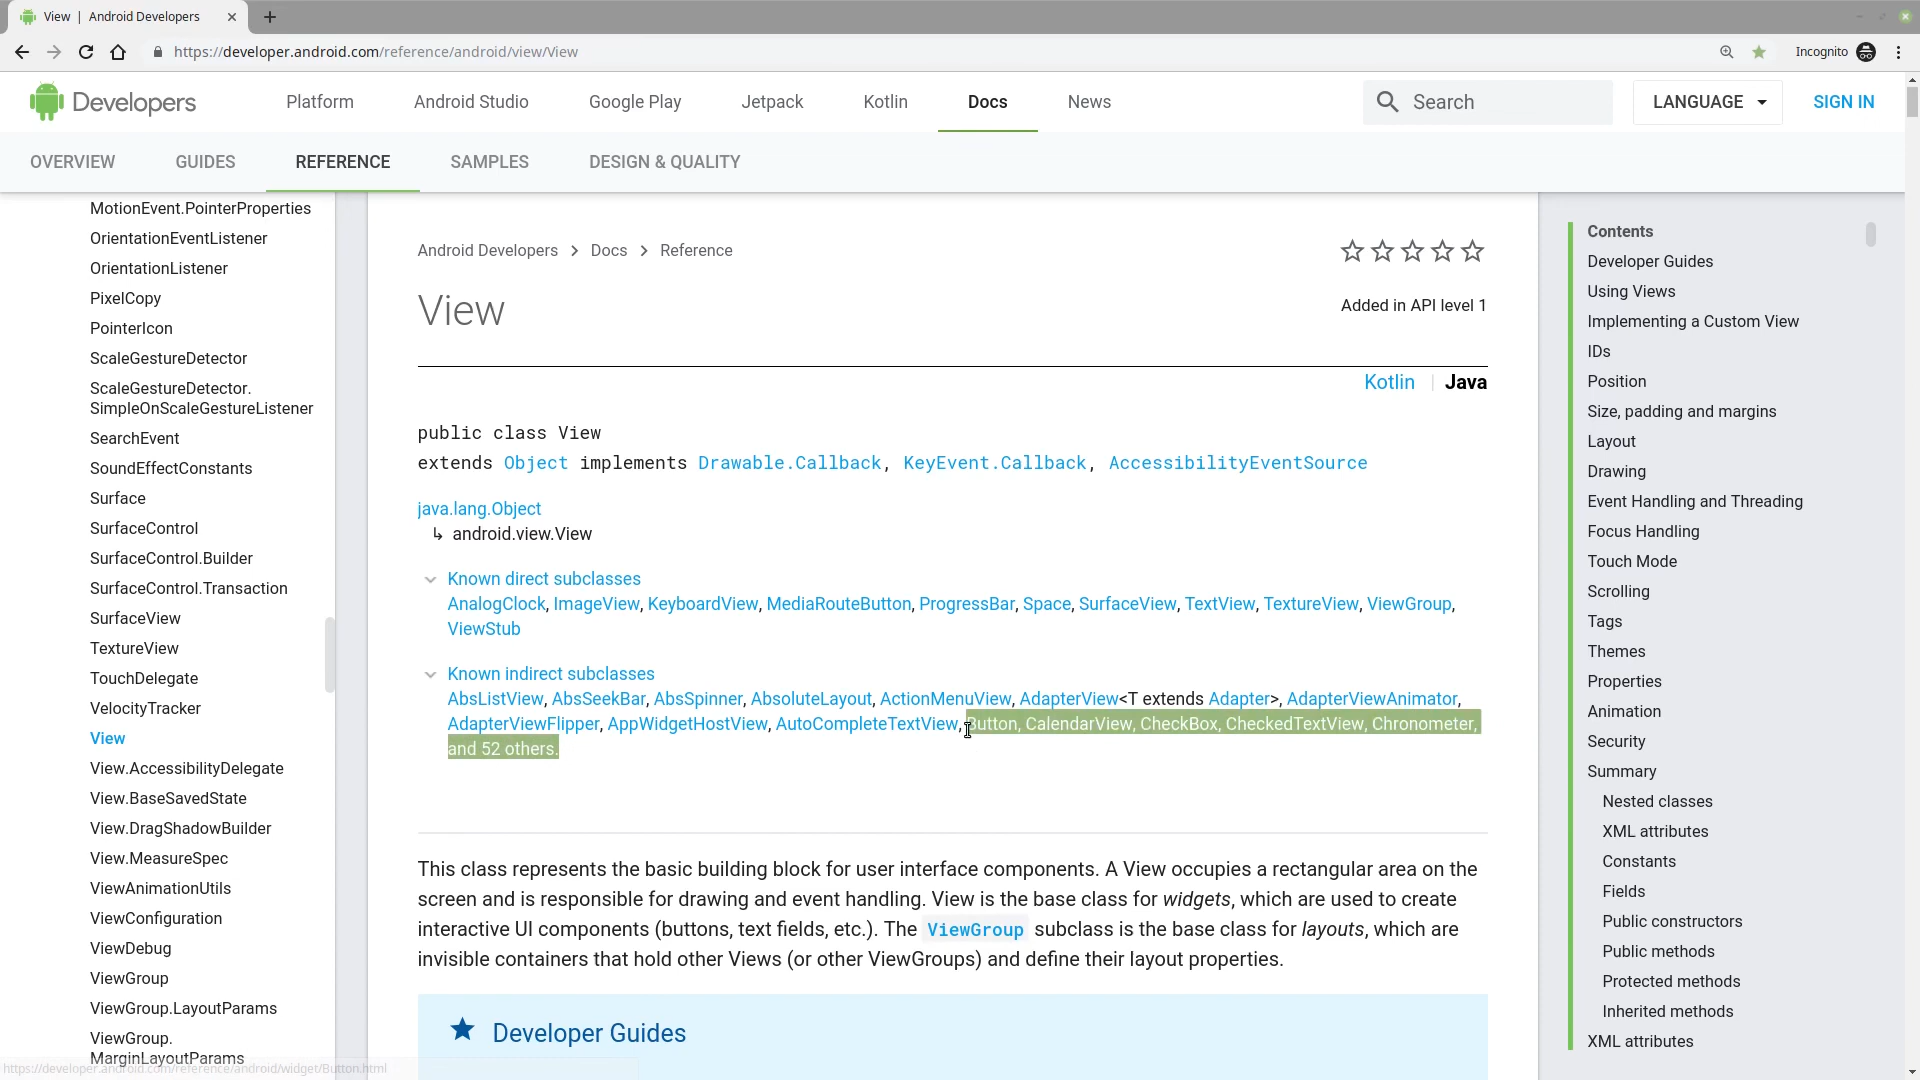 View | Android Developers
https://developer.android.com/reference/android/view/View
Incognito
Developers
Platform
Android Studio
Google Play
Jetpack
Kotlin
Docs
News
Search
LANGUAGE
SIGN IN
OVERVIEW
GUIDES
REFERENCE
SAMPLES
DESIGN & QUALITY
MotionEvent.PointerProperties
OrientationEventListener
OrientationListener
PixelCopy
PointerIcon
ScaleGestureDetector
ScaleGestureDetector.
SimpleOnScaleGestureListener
SearchEvent
SoundEffectConstants
Surface
SurfaceControl
SurfaceControl.Builder
SurfaceControl.Transaction
SurfaceView
TextureView
TouchDelegate
VelocityTracker
View
View.AccessibilityDelegate
View.BaseSavedState
View.DragShadowBuilder
View.MeasureSpec
ViewAnimationUtils
ViewConfiguration
ViewDebug
ViewGroup
ViewGroup.LayoutParams
ViewGroup.
MarginLayoutParams
https://developer.android.com/reference/android/widget/Button.html
Android Developers > Docs > Reference
View
Added in API level 1
Kotlin | Java
public class View
extends Object implements Drawable.Callback, KeyEvent.Callback, AccessibilityEventSource
java.lang.Object
↳ android.view.View
Known direct subclasses
AnalogClock, ImageView, KeyboardView, MediaRouteButton, ProgressBar, Space, SurfaceView, TextView, TextureView, ViewGroup,
ViewStub
Known indirect subclasses
AbsListView, AbsSeekBar, AbsSpinner, AbsoluteLayout, ActionMenuView, AdapterView<T extends Adapter>, AdapterViewAnimator,
AdapterViewFlipper, AppWidgetHostView, AutoCompleteTextView, Button, CalendarView, CheckBox, CheckedTextView, Chronometer,
and 52 others.
This class represents the basic building block for user interface components. A View occupies a rectangular area on the
screen and is responsible for drawing and event handling. View is the base class for widgets, which are used to create
interactive UI components (buttons, text fields, etc.). The ViewGroup subclass is the base class for layouts, which are
invisible containers that hold other Views (or other ViewGroups) and define their layout properties.
Developer Guides
Contents
Developer Guides
Using Views
Implementing a Custom View
IDs
Position
Size, padding and margins
Layout
Drawing
Event Handling and Threading
Focus Handling
Touch Mode
Scrolling
Tags
Themes
Properties
Animation
Security
Summary
Nested classes
XML attributes
Constants
Fields
Public constructors
Public methods
Protected methods
Inherited methods
XML attributes